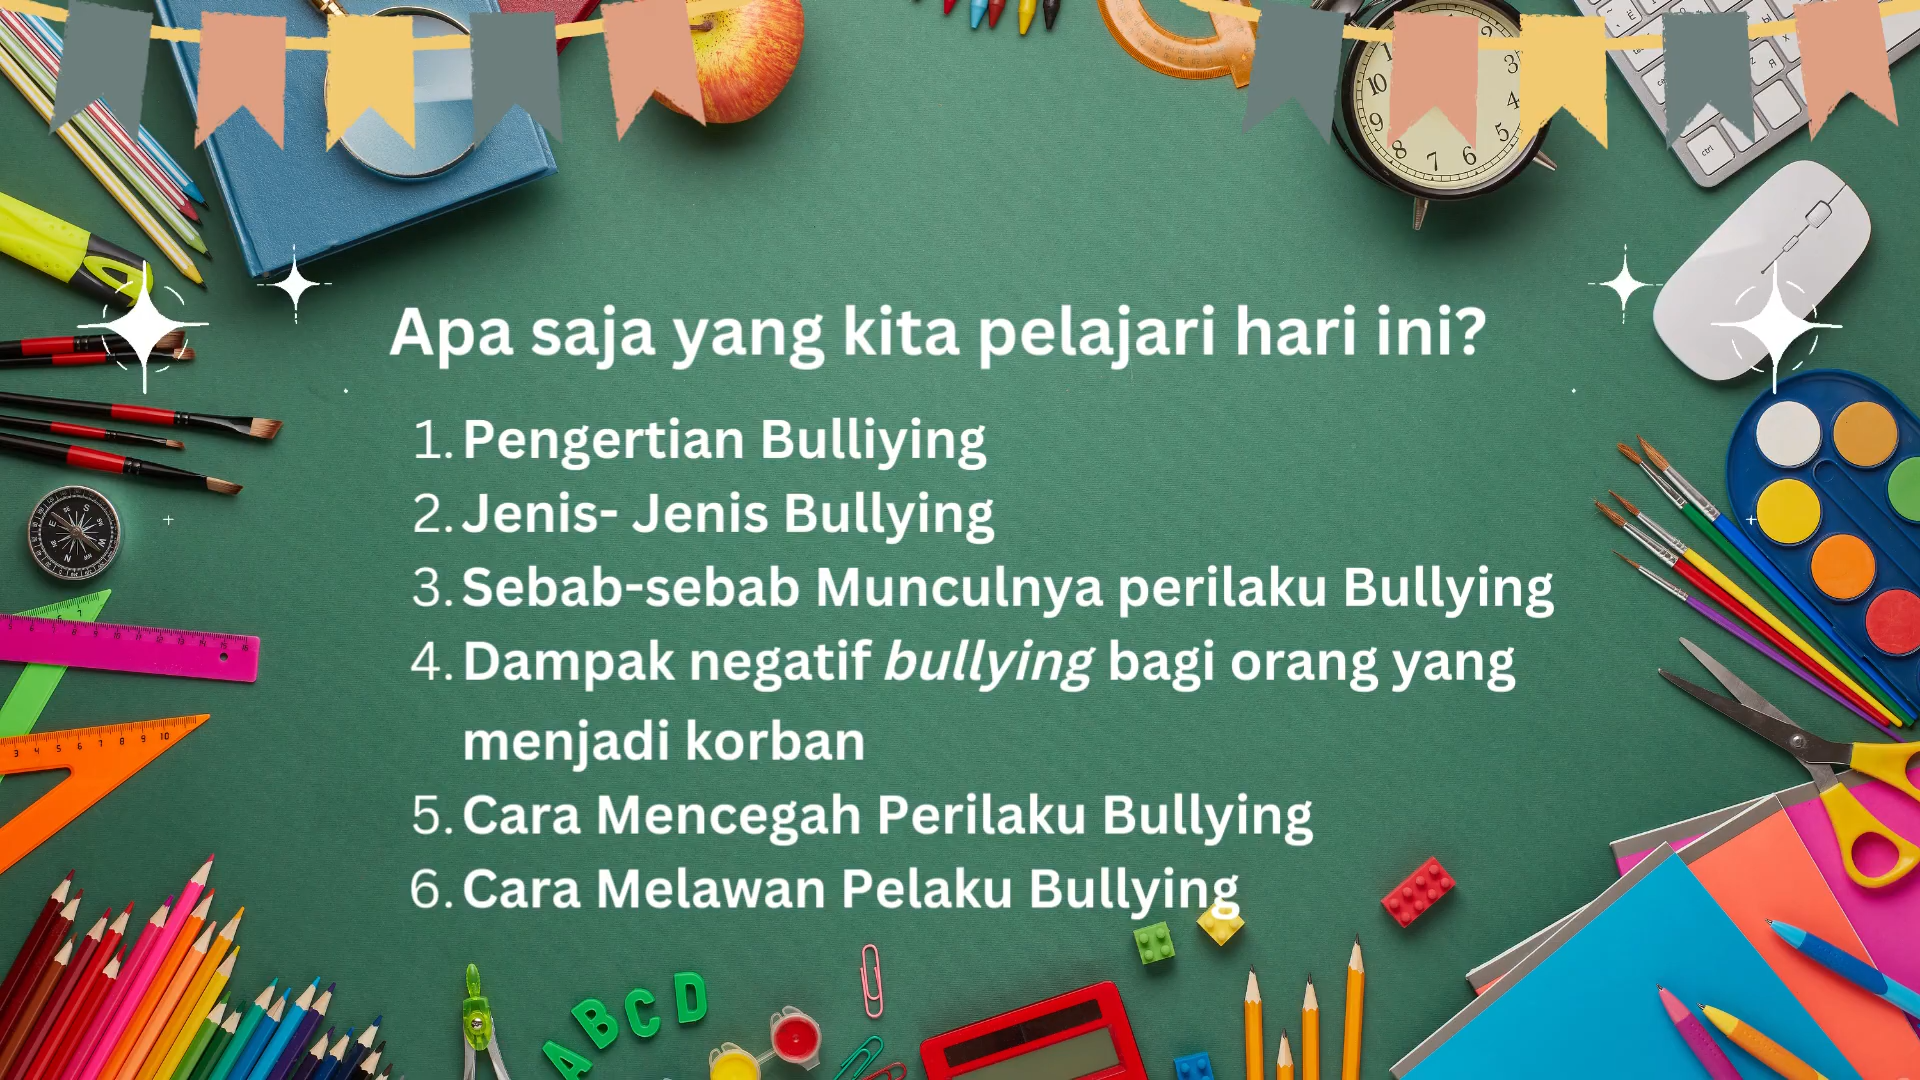 Apa saja yang kita pelajari hari ini?
1. Pengertian Bulliying
2. Jenis- Jenis Bullying
3. Sebab-sebab Munculnya perilaku Bullying
4. Dampak negatif bullying bagi orang yang
menjadi korban
5. Cara Mencegah Perilaku Bullying
6. Cara Melawan Pelaku Bullying
A B C D
ctrl